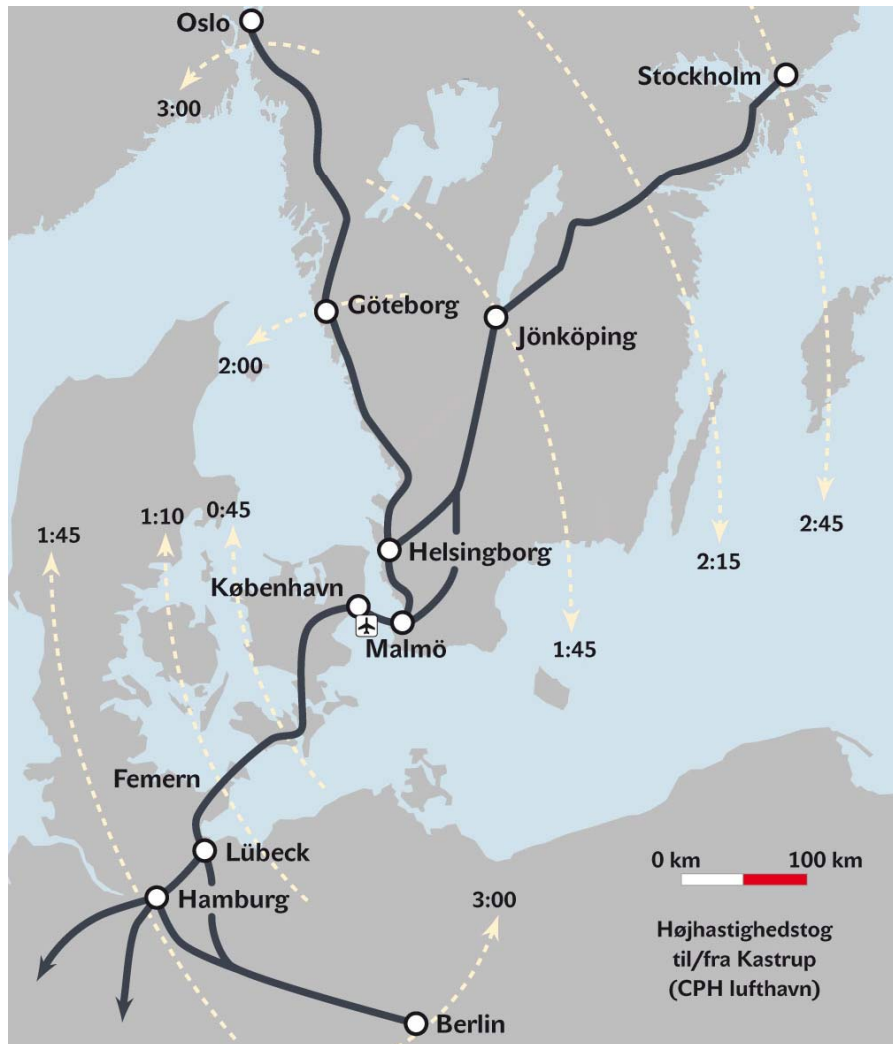 Oslo
Stockholm
3:00
Göteborg
Jönköping
2:00
1:45
1:10
0:45
2:15
2:45
Helsingborg
København
Malmö
1:45
Femern
Lübeck
Hamburg
3:00
Berlin
0 km 100 km
Højhastighedstog
til/fra Kastrup
(CPH lufthavn)